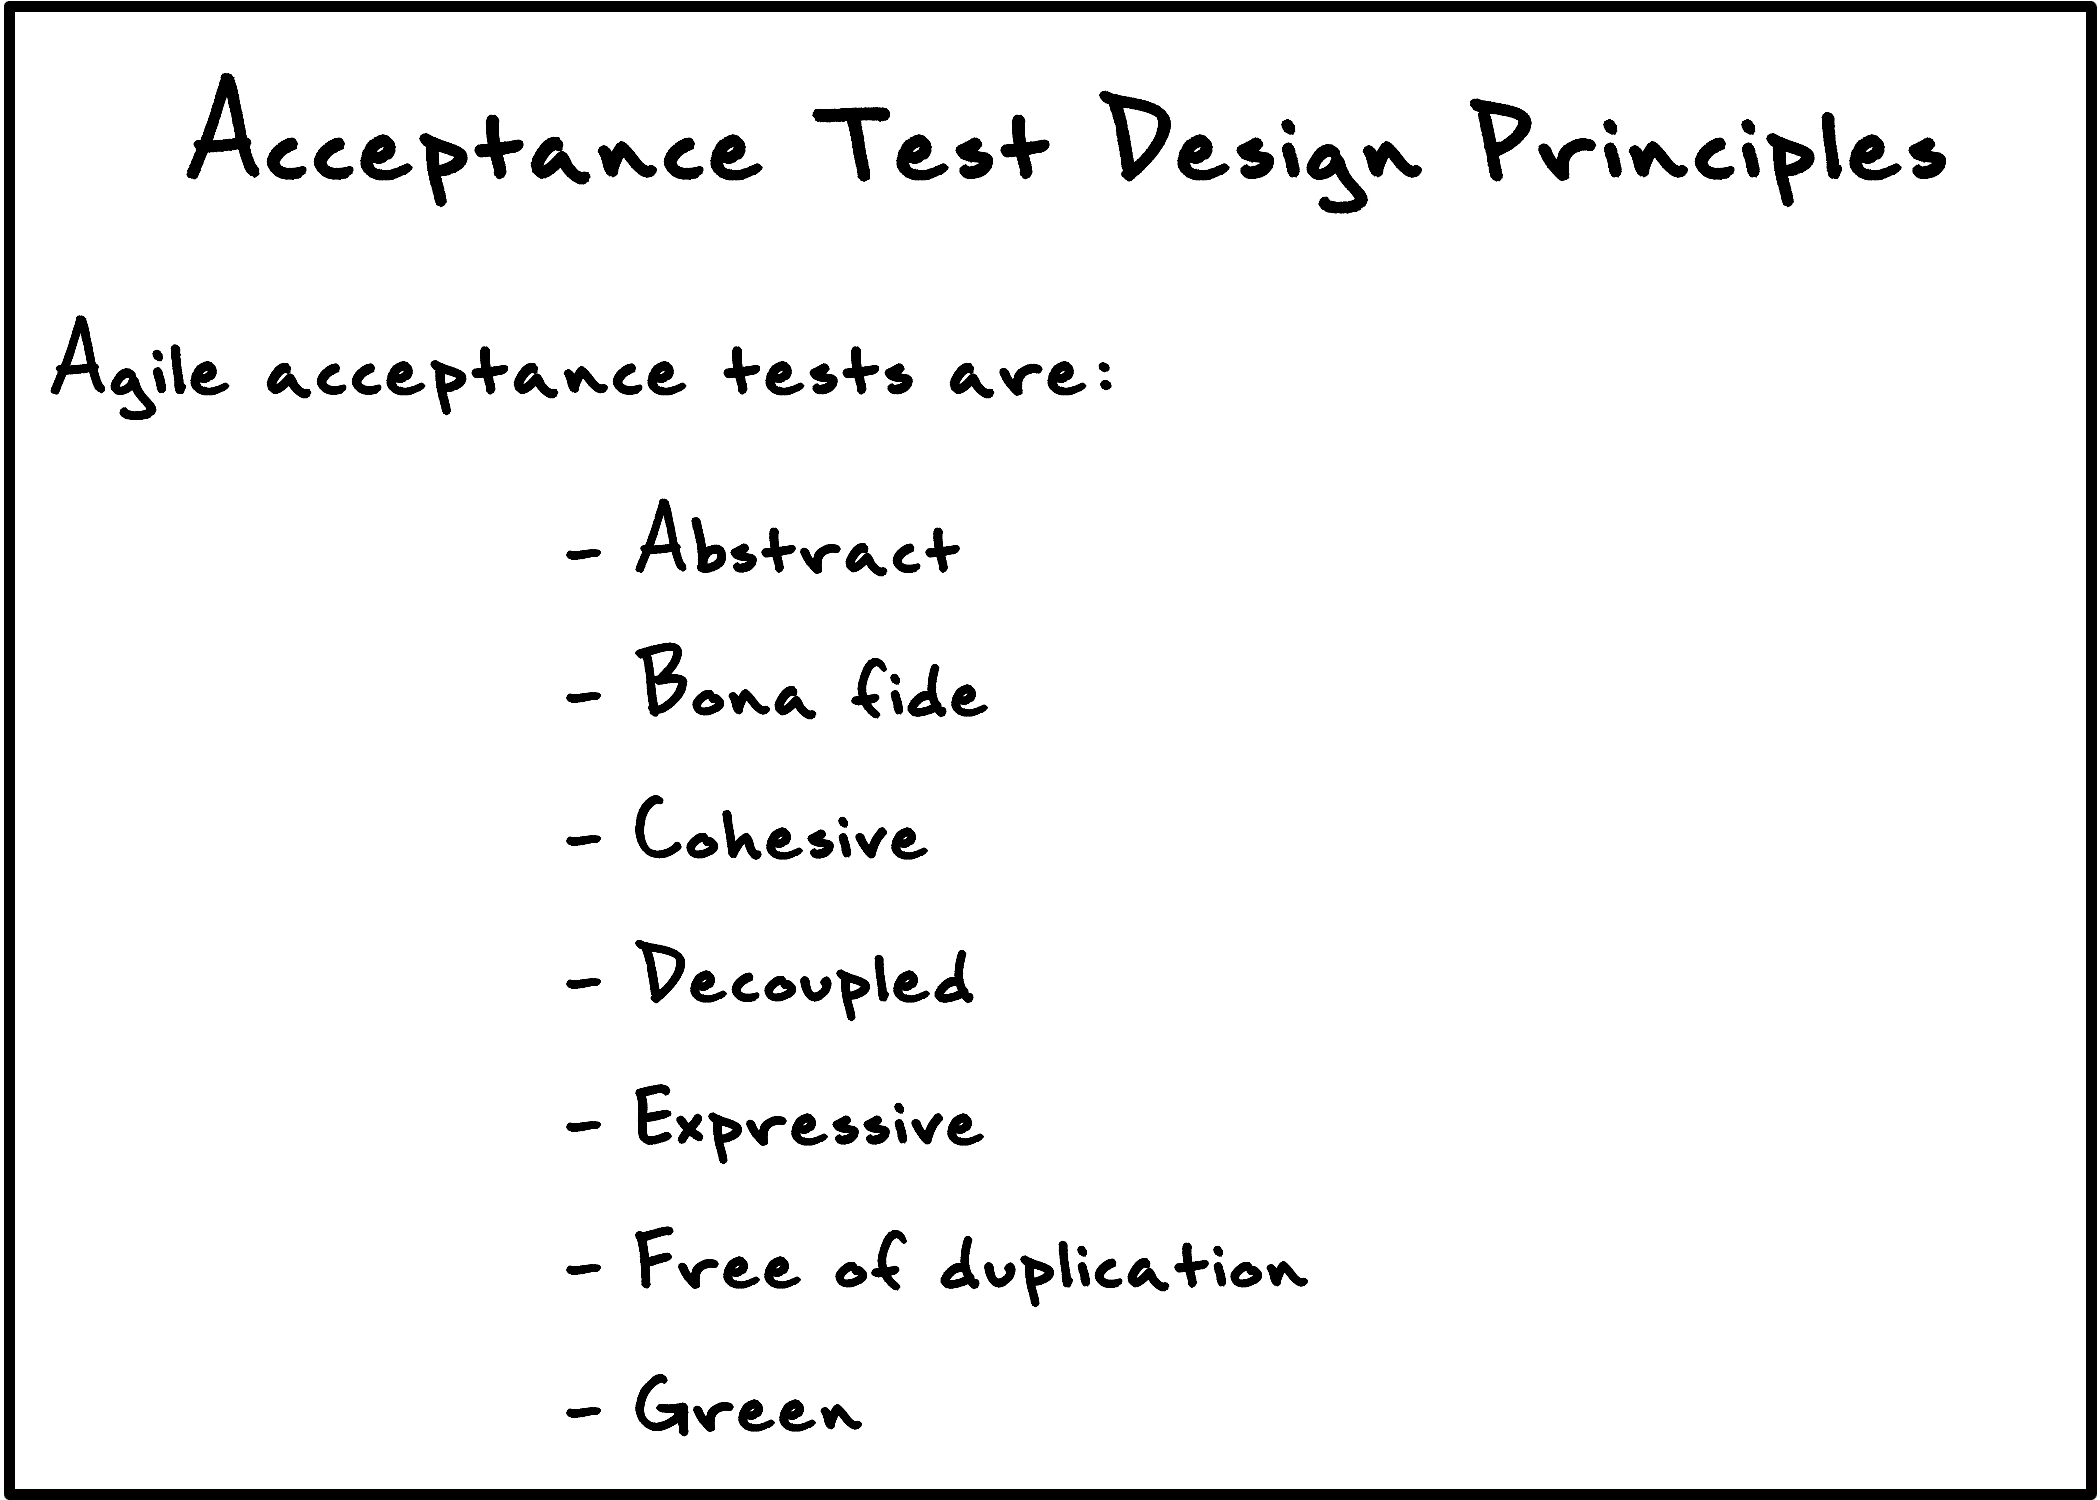 Acceptance Test Design Principles
Agile acceptance tests are:
- Abstract
- Bona fide
- Cohesive
- Decoupled
- Expressive
- Free of duplication
- Green